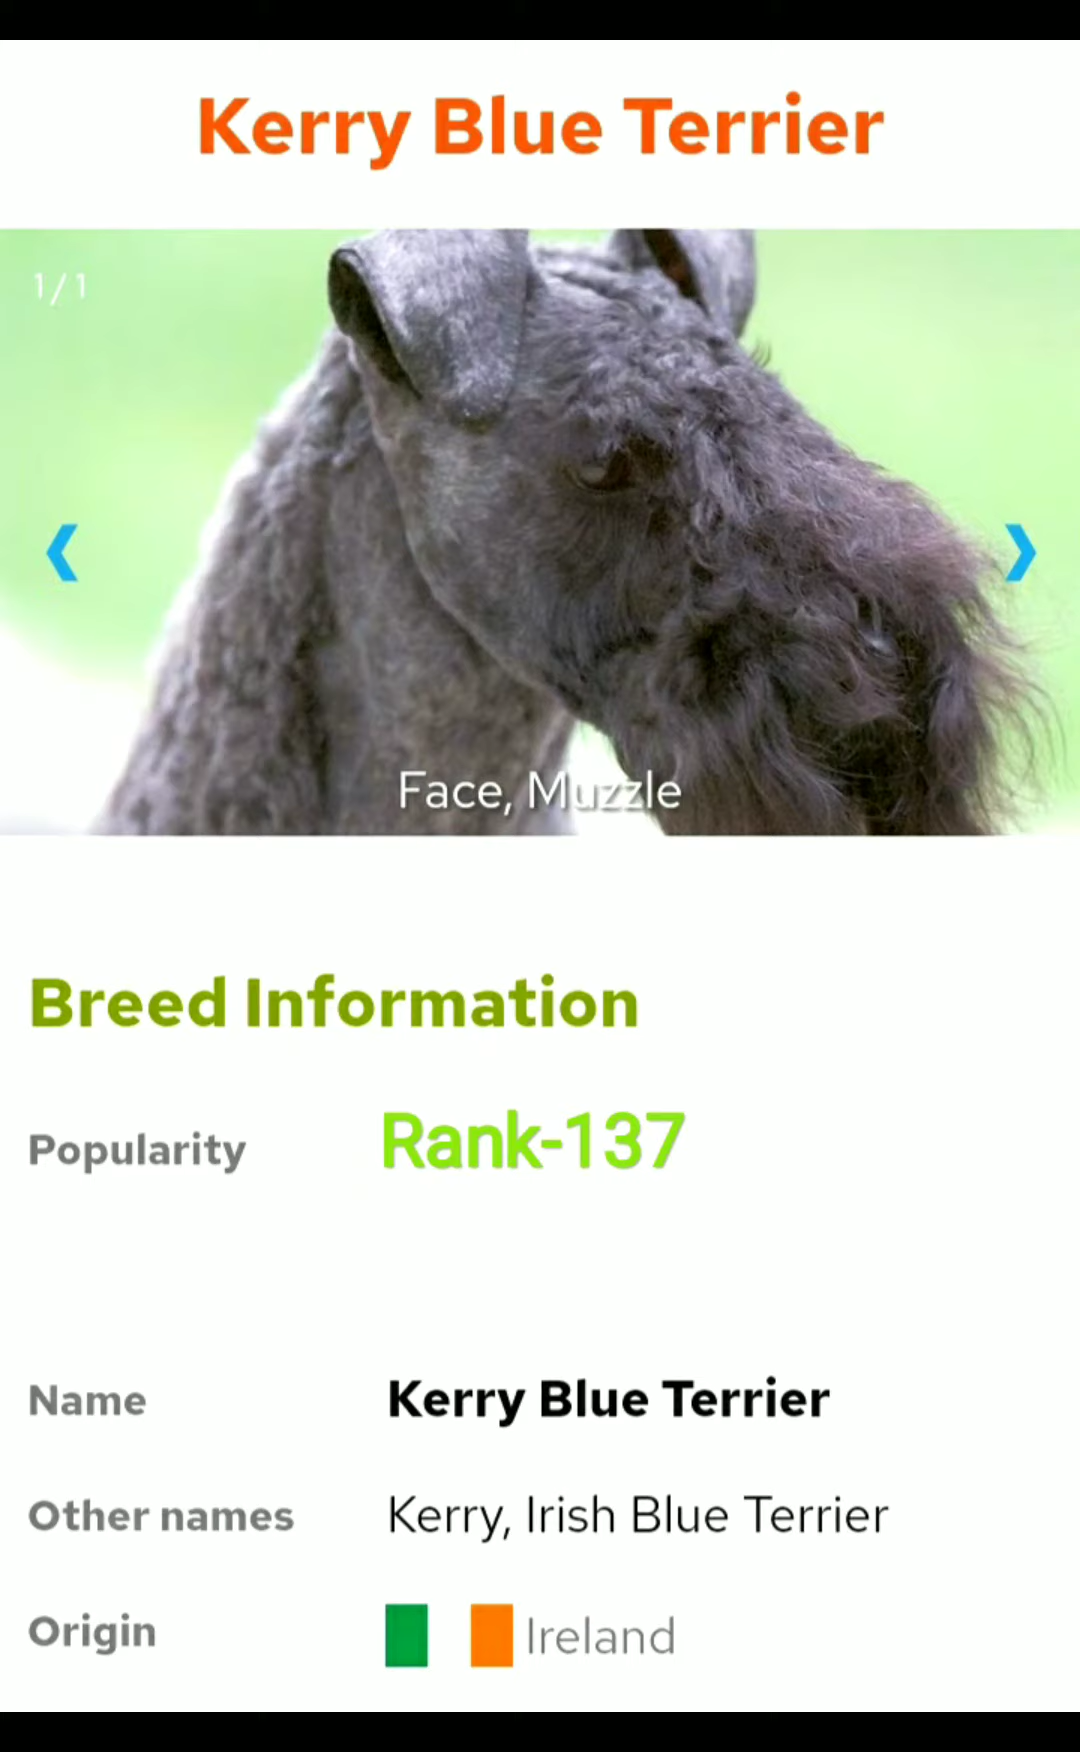 Kerry Blue Terrier
1/1
Face, Muzzle
Breed Information
Popularity Rank-137
Name Kerry Blue Terrier
Other names Kerry, Irish Blue Terrier
Origin Ireland